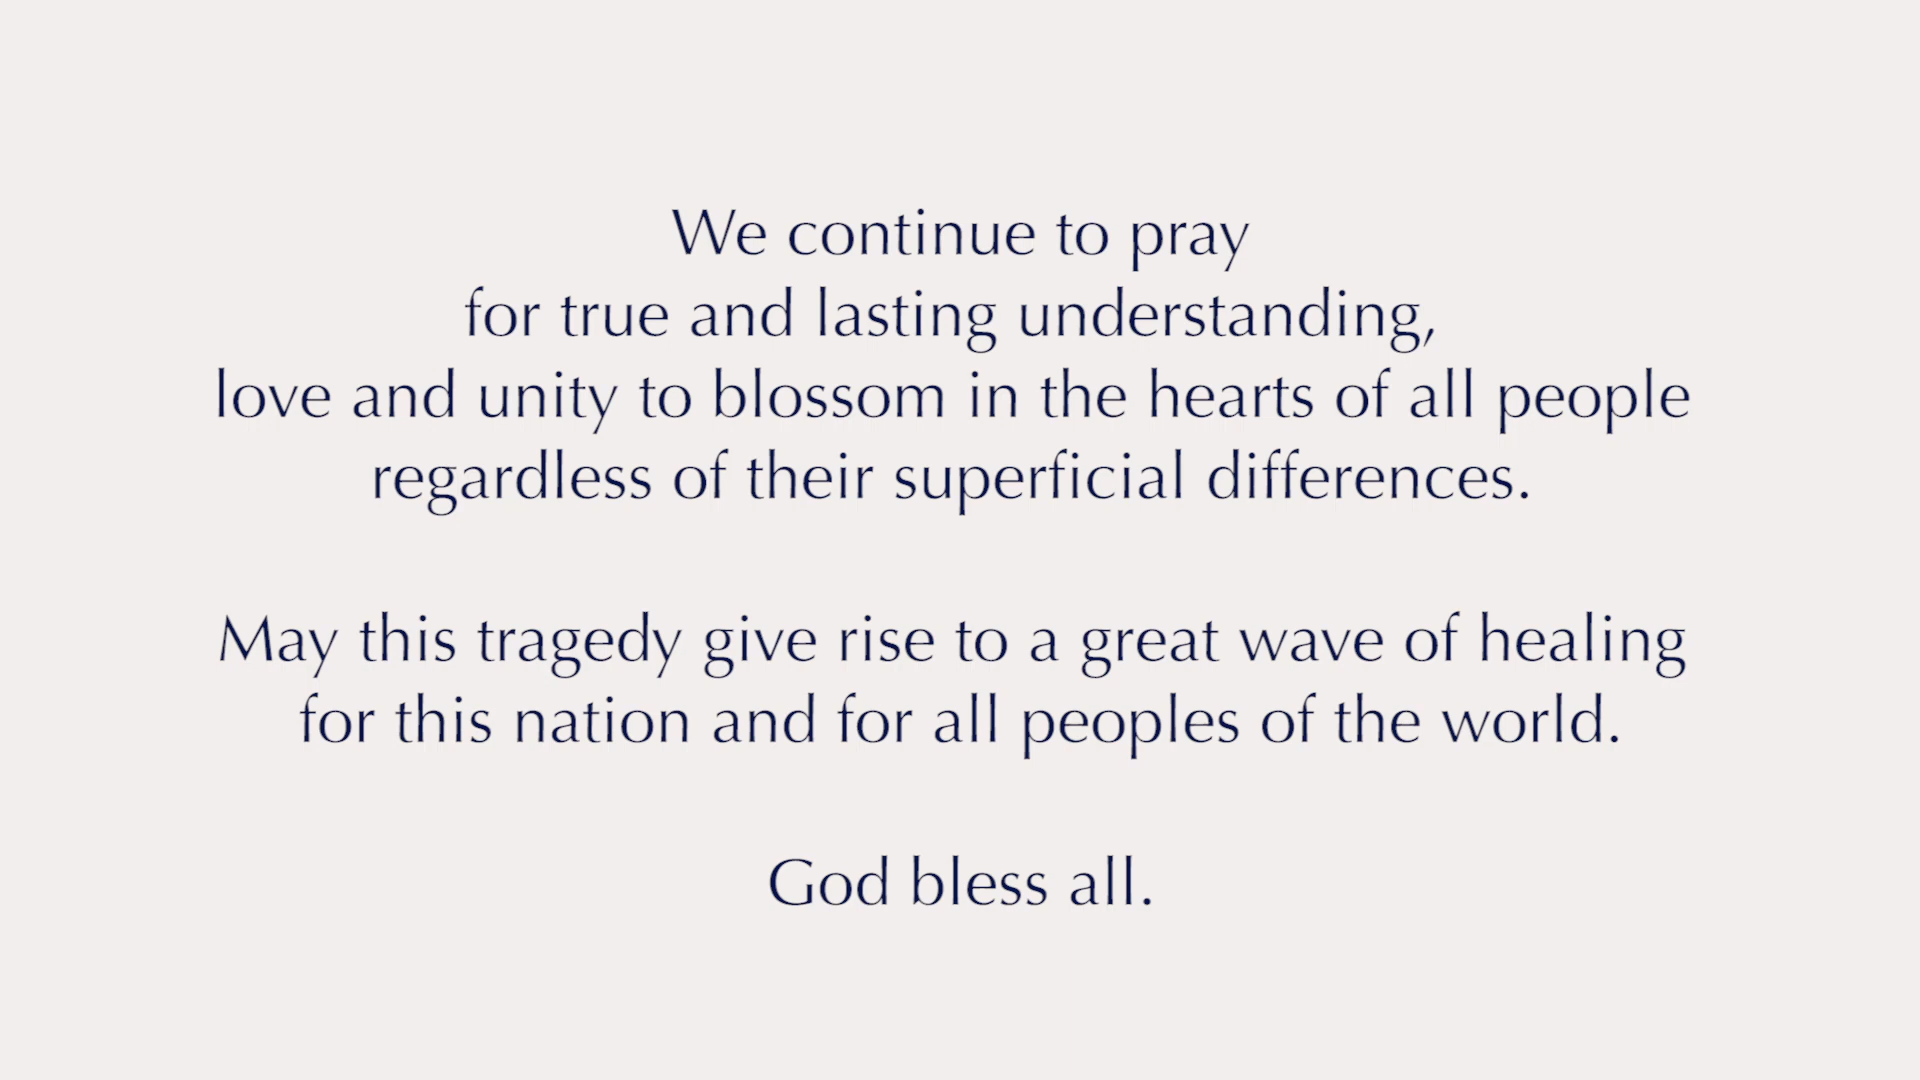 We continue to pray
for true and lasting understanding,
love and unity to blossom in the hearts of all people
regardless of their superficial differences.
May this tragedy give rise to a great wave of healing
for this nation and for all peoples of the world.
God bless all.